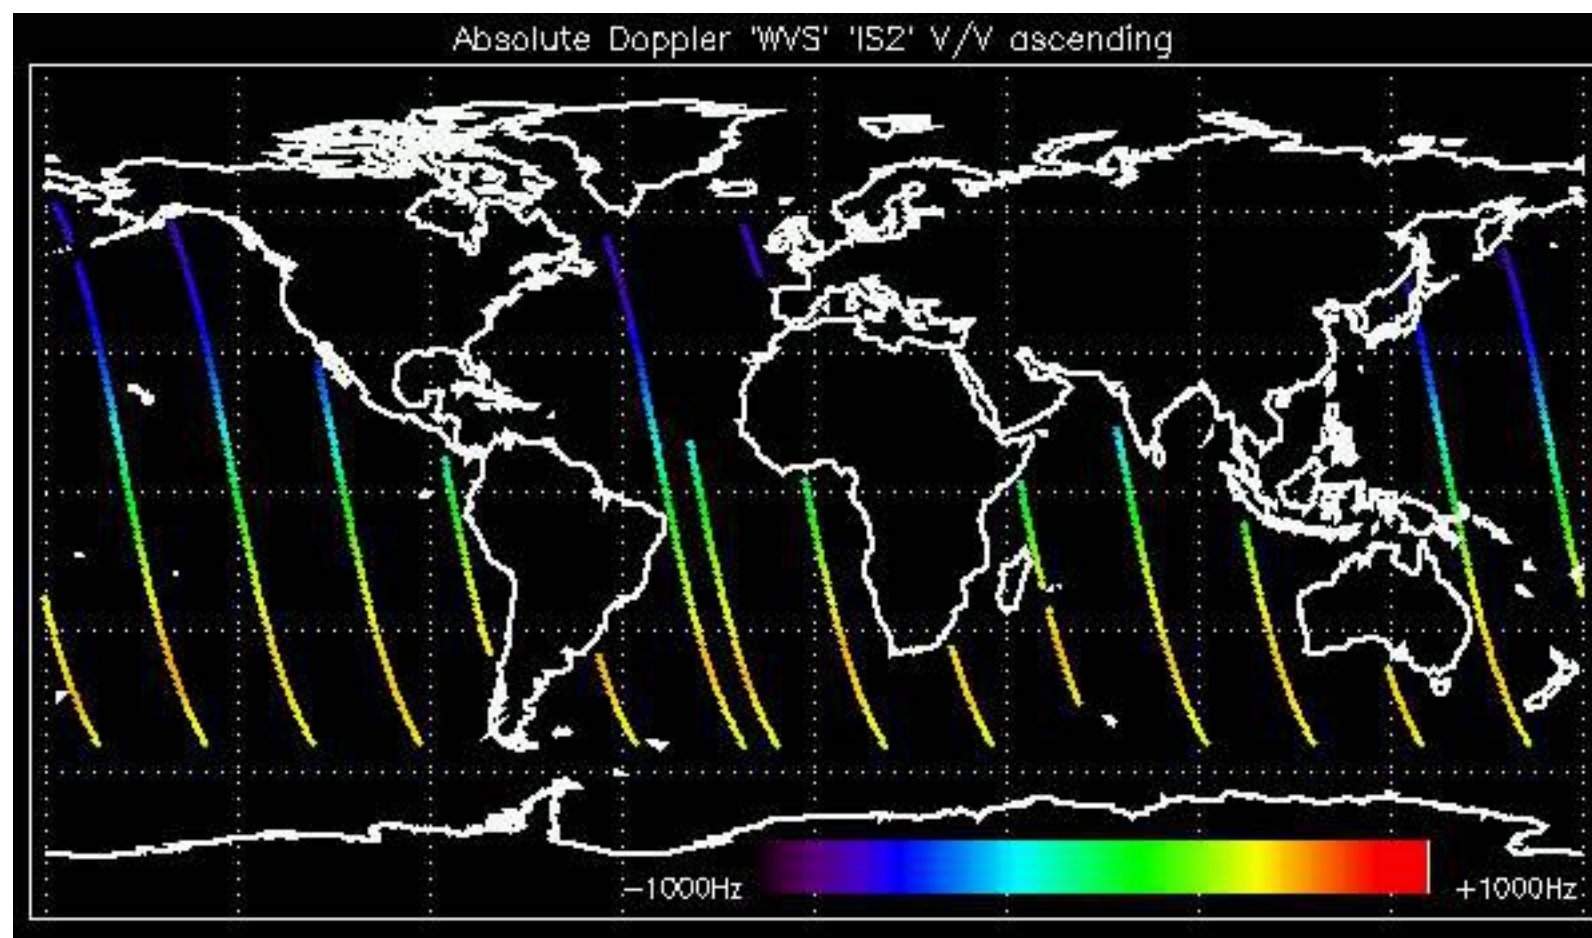 Absolute Doppler 'WVS' 'IS2' V/V ascending
-1000Hz
+1000Hz